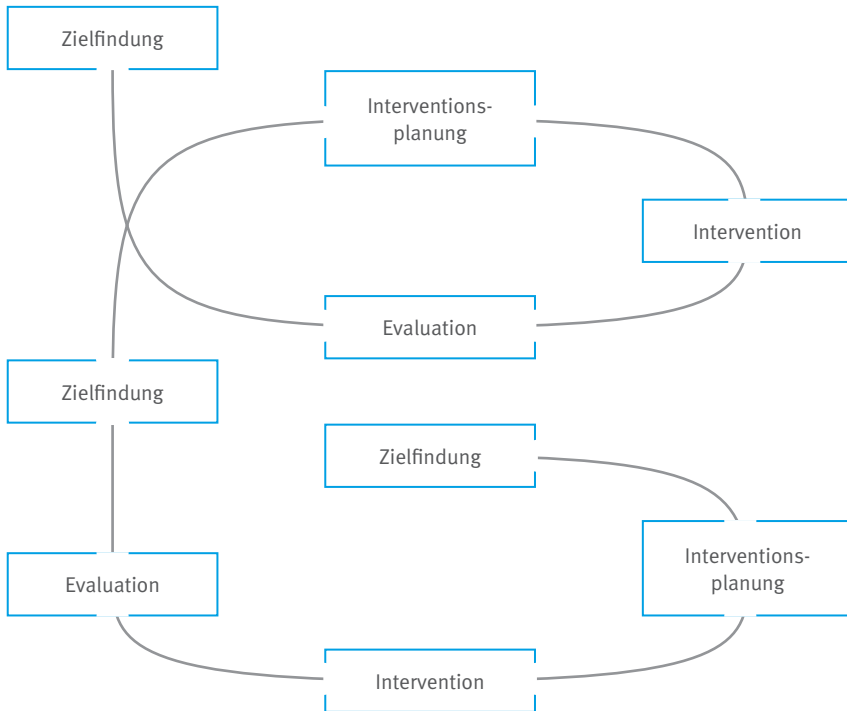 Zielfindung
Interventions-
planung
Intervention
Evaluation
Zielfindung
Zielfindung
Interventions-
planung
Evaluation
Intervention